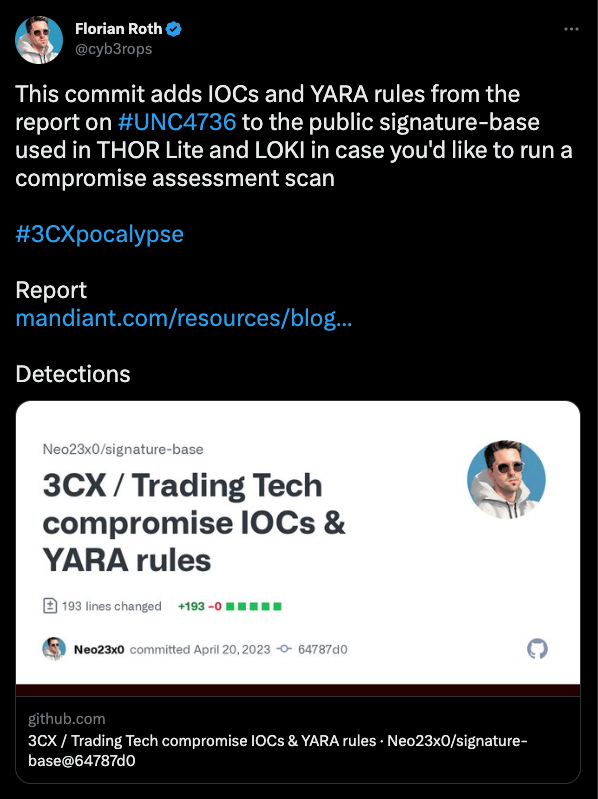 Florian Roth
@cyb3rops
This commit adds IOCs and YARA rules from the
report on #UNC4736 to the public signature-base
used in THOR Lite and LOKI in case you'd like to run a
compromise assessment scan
#3CXpocalypse
Report
mandiant.com/resources/blog...
Detections
Neo23x0/signature-base
3CX / Trading Tech
compromise IOCs &
YARA rules
193 lines changed +193 −0
Neo23x0 committed April 20, 2023 64787d0
github.com
3CX / Trading Tech compromise IOCs & YARA rules · Neo23x0/signature-
base@64787d0